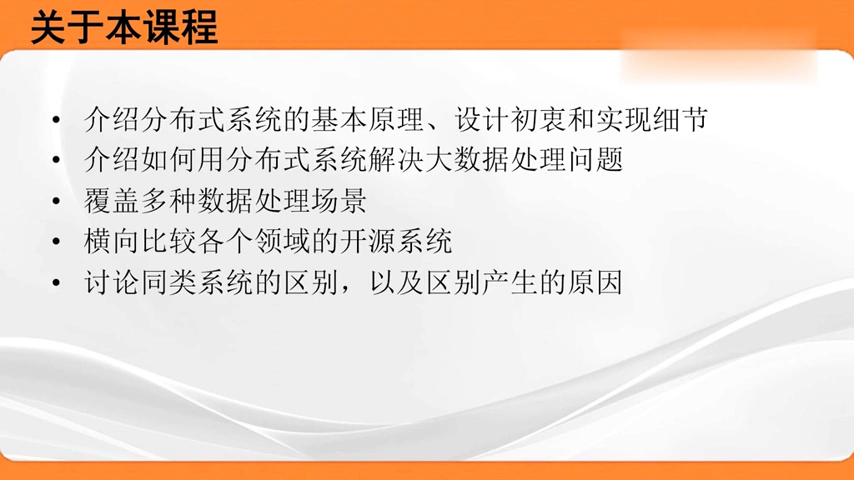 关于本课程
• 介绍分布式系统的基本原理、设计初衷和实现细节
• 介绍如何用分布式系统解决大数据处理问题
• 覆盖多种数据处理场景
• 横向比较各个领域的开源系统
• 讨论同类系统的区别，以及区别产生的原因